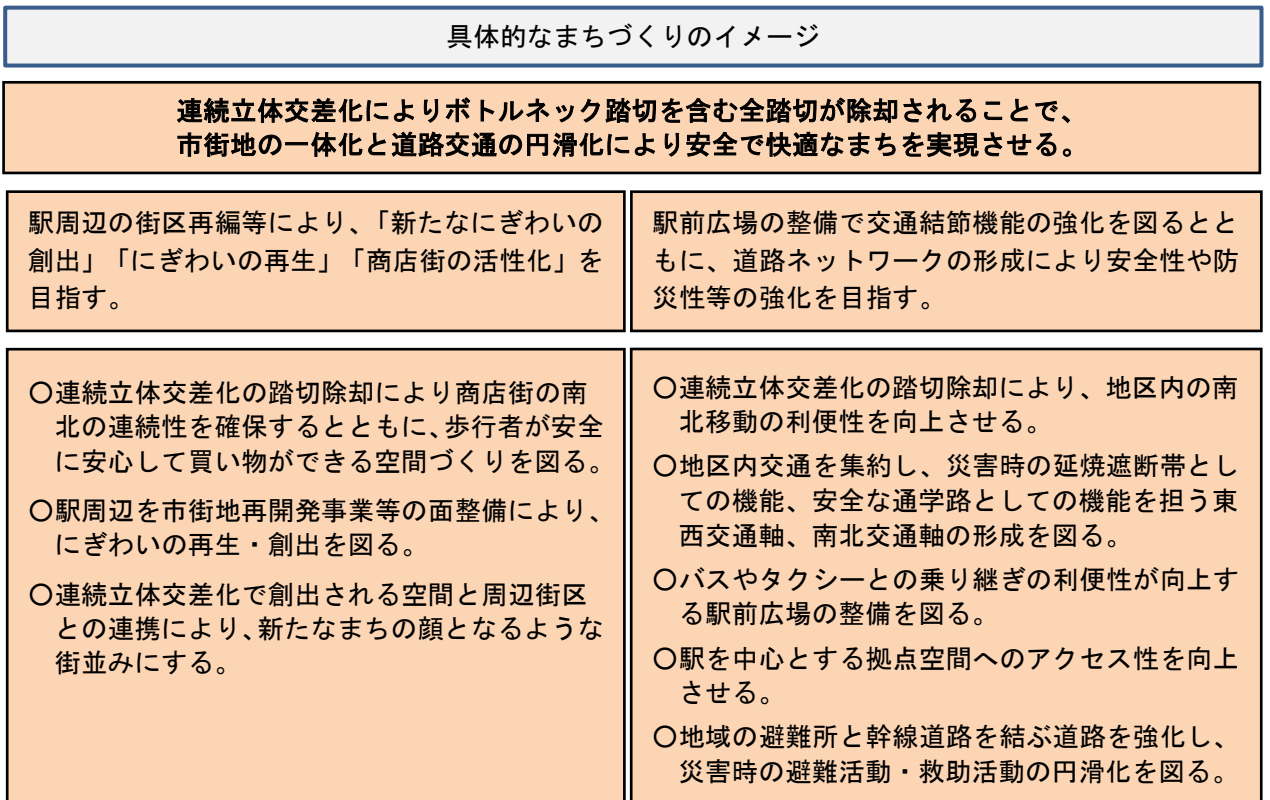 具体的なまちづくりのイメージ
連続立体交差化によりボトルネック踏切を含む全踏切が除却されることで、
市街地の一体化と道路交通の円滑化により安全で快適なまちを実現させる。
駅周辺の街区再編等により、「新たなにぎわいの
創出」「にぎわいの再生」「商店街の活性化」を
目指す。
駅前広場の整備で交通結節機能の強化を図るとと
もに、道路ネットワークの形成により安全性や防
災性等の強化を目指す。
〇連続立体交差化の踏切除却により商店街の南
北の連続性を確保するとともに、歩行者が安全
に安心して買い物ができる空間づくりを図る。
〇駅周辺を市街地再開発事業等の面整備により、
にぎわいの再生・創出を図る。
〇連続立体交差化で創出される空間と周辺街区
との連携により、新たなまちの顔となるような
街並みにする。
〇連続立体交差化の踏切除却により、地区内の南
北移動の利便性を向上させる。
〇地区内交通を集約し、災害時の延焼遮断帯とし
ての機能、安全な通学路としての機能を担う東
西交通軸、南北交通軸の形成を図る。
〇バスやタクシーとの乗り継ぎの利便性が向上す
る駅前広場の整備を図る。
〇駅を中心とする拠点空間へのアクセス性を向上
させる。
〇地域の避難所と幹線道路を結ぶ道路を強化し、
災害時の避難活動・救助活動の円滑化を図る。